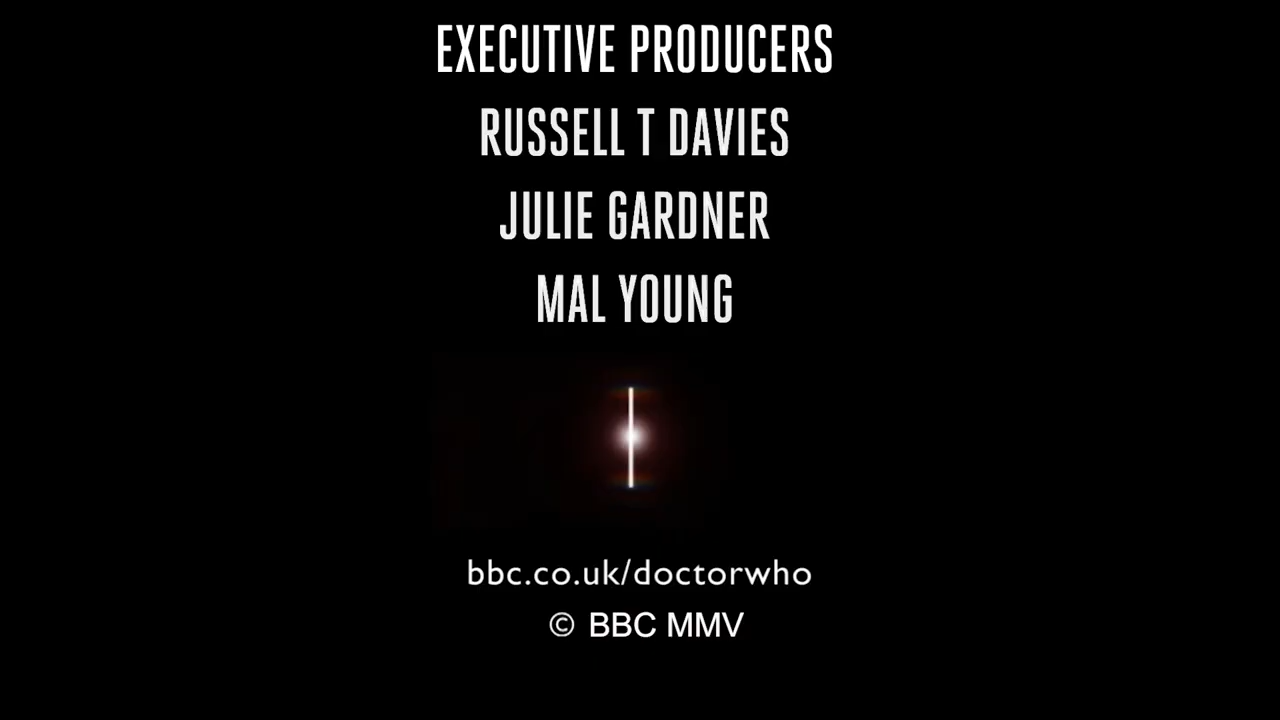 EXECUTIVE PRODUCERS
RUSSELL T DAVIES
JULIE GARDNER
MAL YOUNG
bbc.co.uk/doctorwho
© BBC MMV